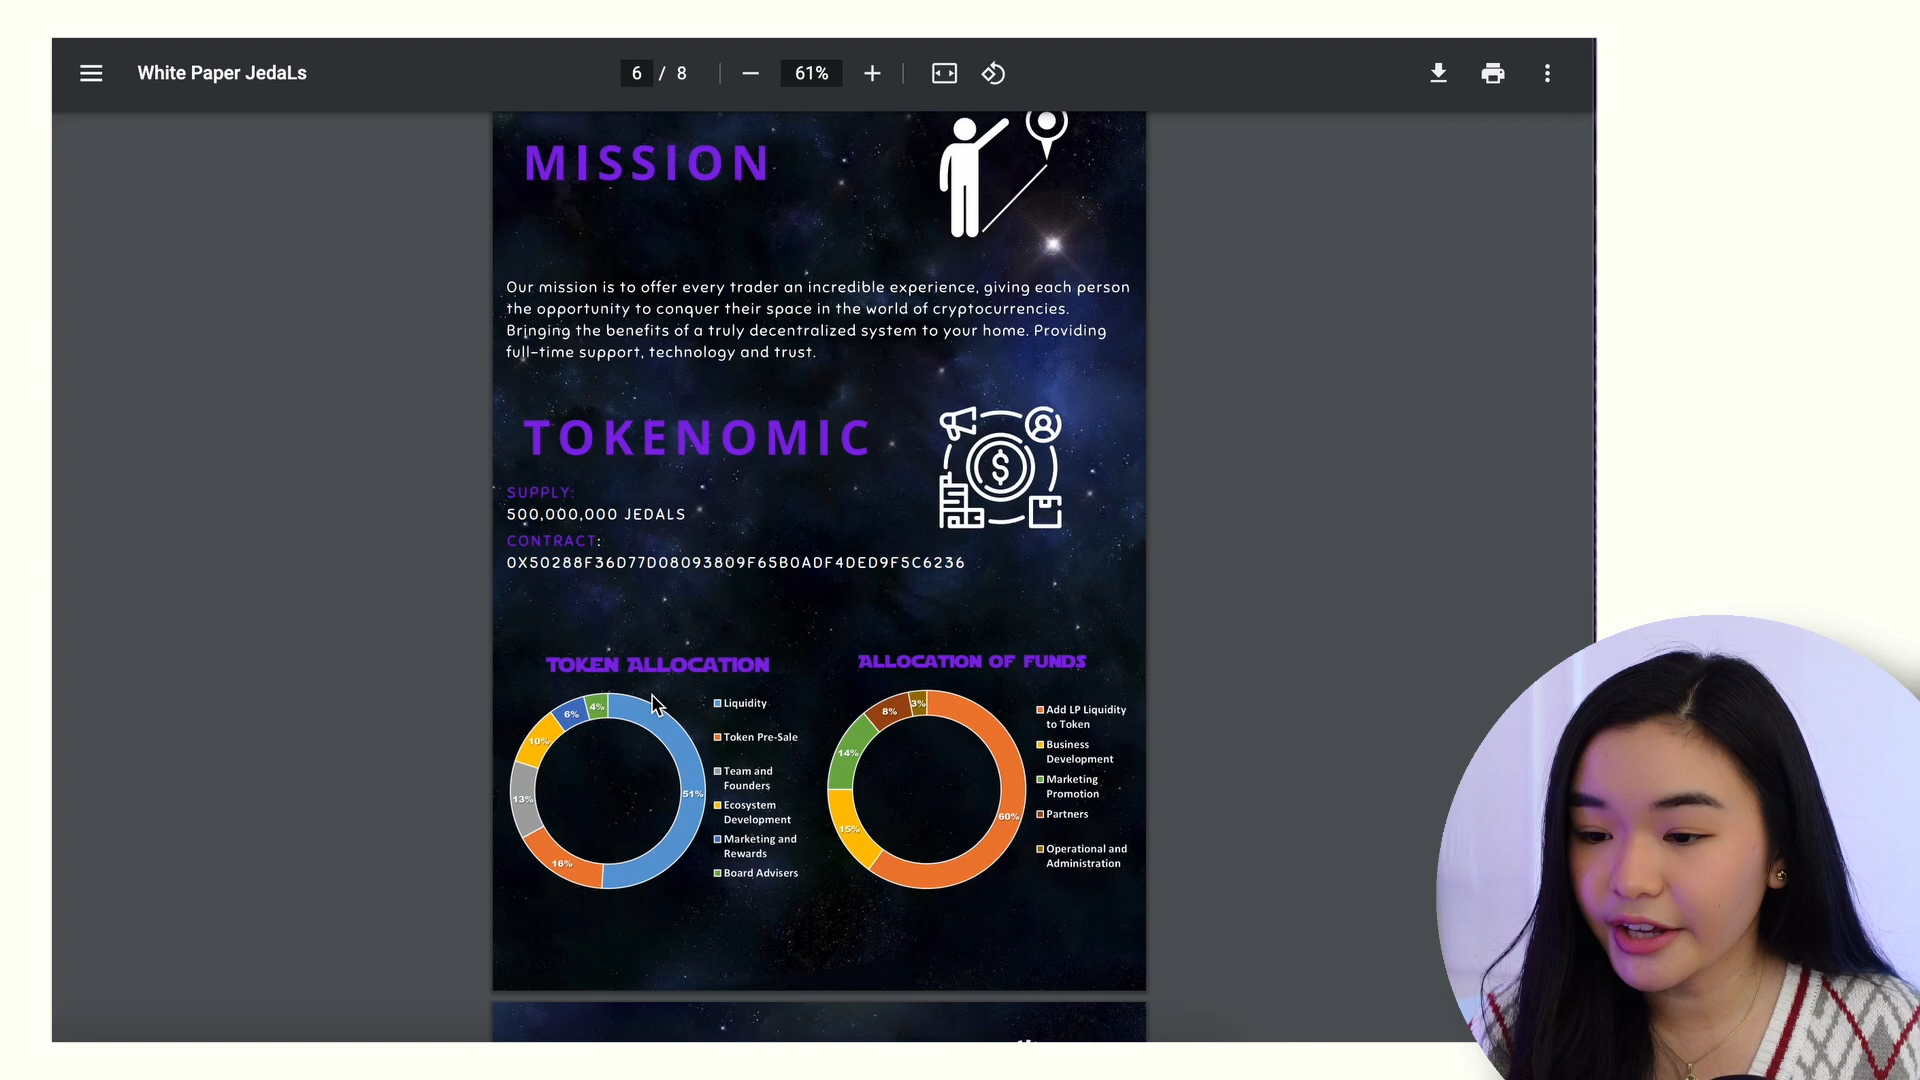 White Paper JedaLs
6 / 8
61%
MISSION
Our mission is to offer every trader an incredible experience, giving each person
the opportunity to conquer their space in the world of cryptocurrencies.
Bringing the benefits of a truly decentralized system to your home. Providing
full-time support, technology and trust.
TOKENOMIC
SUPPLY:
500,000,000 JEDALS
CONTRACT:
0X50288F36D77D08093809F65B0ADF4DED9F5C6236
TOKEN ALLOCATION
4%
6%
10%
13%
16%
51%
Liquidity
Token Pre-Sale
Team and
Founders
Ecosystem
Development
Marketing and
Rewards
Board Advisers
ALLOCATION OF FUNDS
3%
8%
14%
15%
60%
Add LP Liquidity
to Token
Business
Development
Marketing
Promotion
Partners
Operational and
Administration